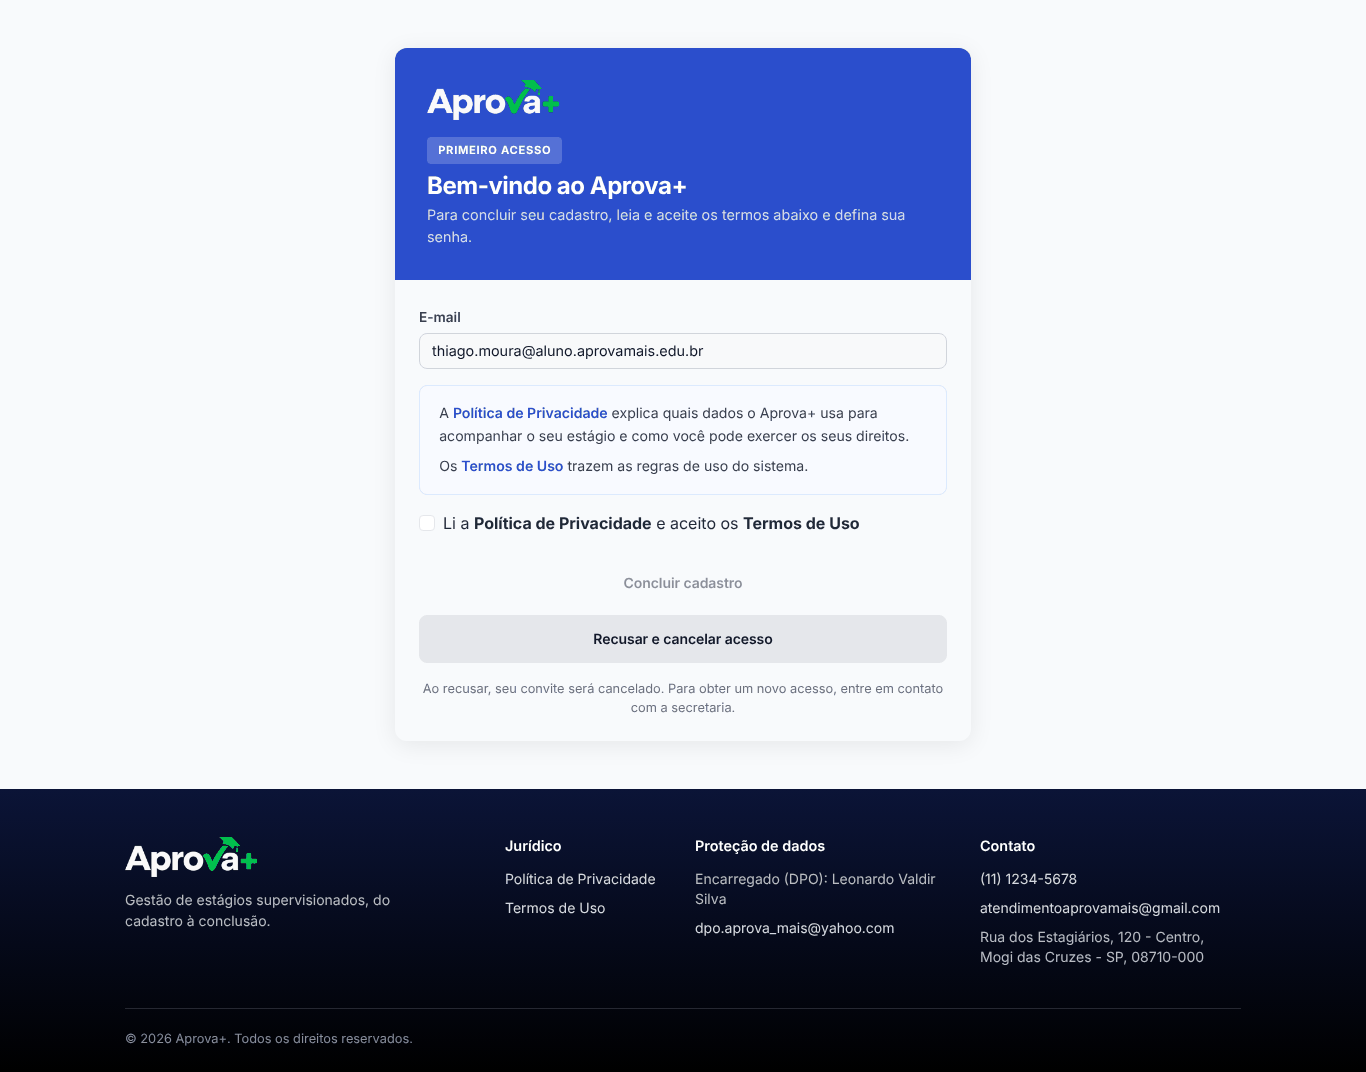 Aprova+
PRIMEIRO ACESSO
Bem-vindo ao Aprova+
Para concluir seu cadastro, leia e aceite os termos abaixo e defina sua
senha.
E-mail
thiago.moura@aluno.aprovamais.edu.br
A Política de Privacidade explica quais dados o Aprova+ usa para
acompanhar o seu estágio e como você pode exercer os seus direitos.
Os Termos de Uso trazem as regras de uso do sistema.
Li a Política de Privacidade e aceito os Termos de Uso
Concluir cadastro
Recusar e cancelar acesso
Ao recusar, seu convite será cancelado. Para obter um novo acesso, entre em contato
com a secretaria.
Aprova+
Gestão de estágios supervisionados, do
cadastro à conclusão.
Jurídico
Política de Privacidade
Termos de Uso
Proteção de dados
Encarregado (DPO): Leonardo Valdir
Silva
dpo.aprova_mais@yahoo.com
Contato
(11) 1234-5678
atendimentoaprovamais@gmail.com
Rua dos Estagiários, 120 - Centro,
Mogi das Cruzes - SP, 08710-000
© 2026 Aprova+. Todos os direitos reservados.